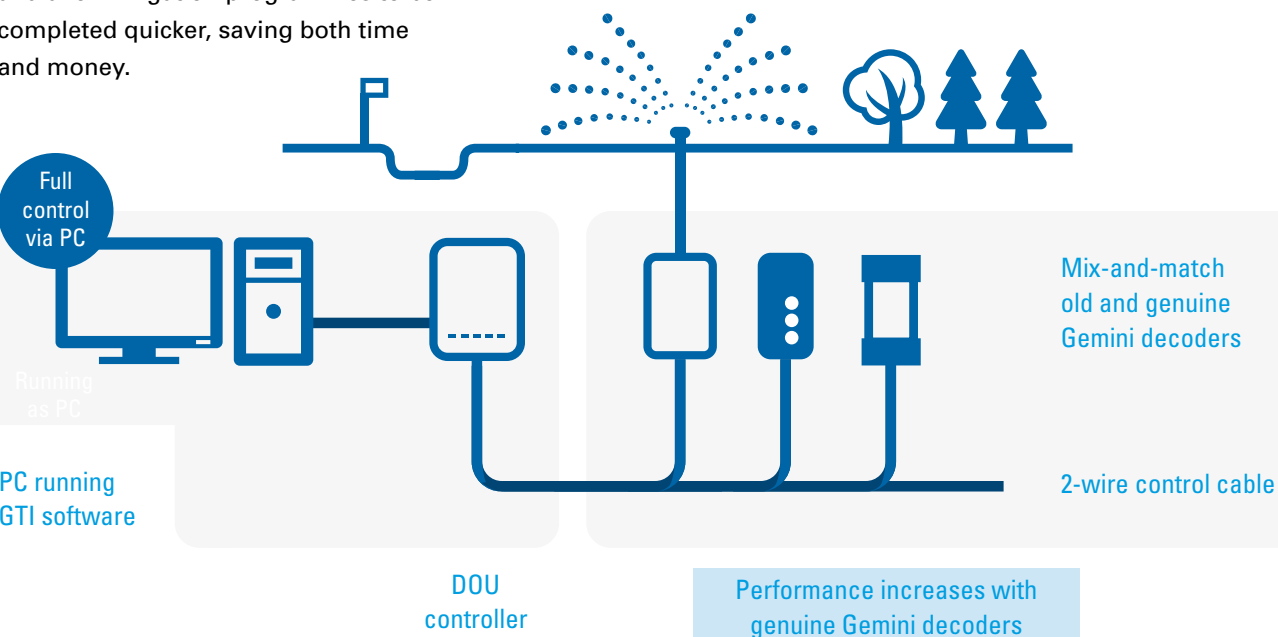 completed quicker, saving both time
and money.
Full
control
via PC
Mix-and-match
old and genuine
Gemini decoders
Running
as PC
PC running
GTI software
2-wire control cable
DOU
controller
Performance increases with
genuine Gemini decoders